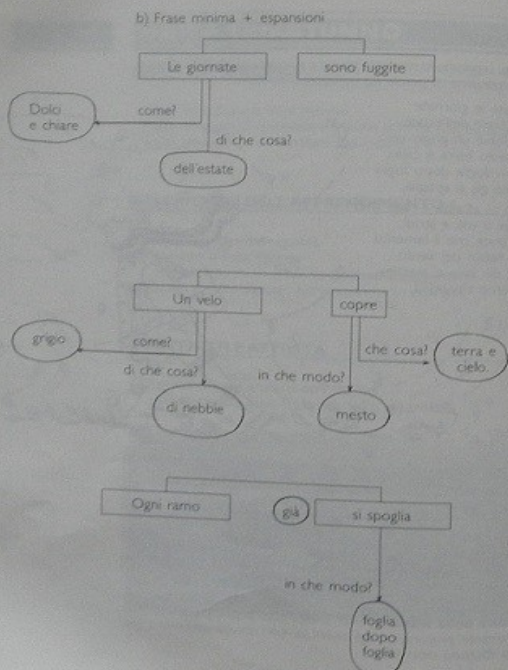 b) Frase minima + espansioni
Le giornate
sono fuggite
Dolci
e chiare
come?
di che cosa?
dell'estate
Un velo
copre
grigio
come?
che cosa?
terra e
cielo.
di che cosa?
in che modo?
di nebbie
mesto
Ogni ramo
già
si spoglia
in che modo?
foglia
dopo
foglia